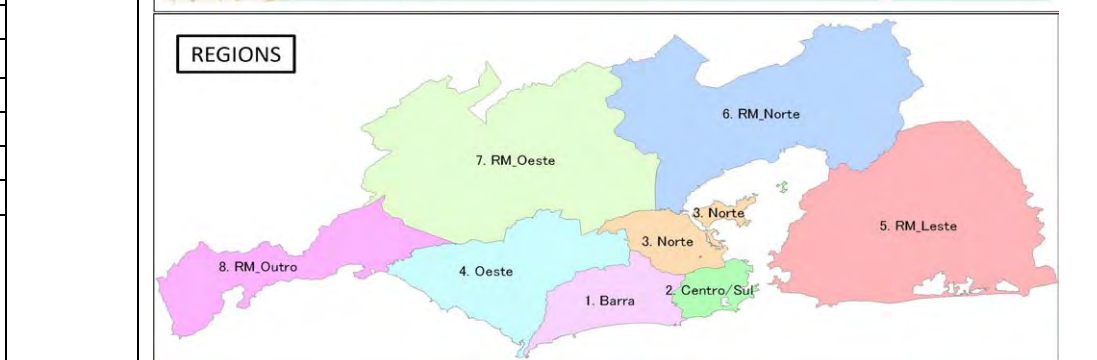 REGIONS
6. RM_Norte
7. RM_Oeste
3. Norte
5. RM_Leste
3. Norte
8. RM_Outro
4. Oeste
2. Centro/Sul
1. Barra